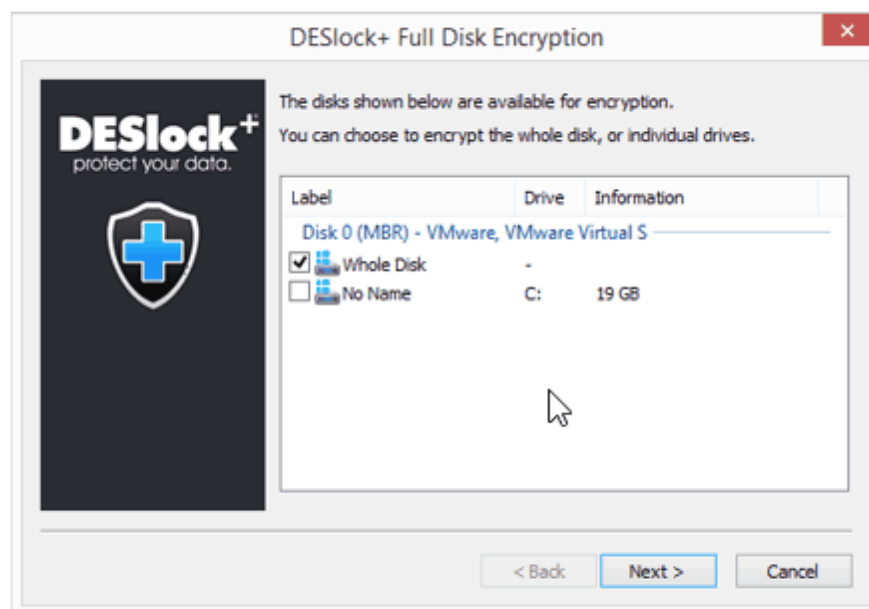 DESlock+ Full Disk Encryption
DESlock+
protect your data.
The disks shown below are available for encryption.
You can choose to encrypt the whole disk, or individual drives.
Label Drive Information
Disk 0 (MBR) - VMware, VMware Virtual S
Whole Disk -
No Name C: 19 GB
< Back Next > Cancel